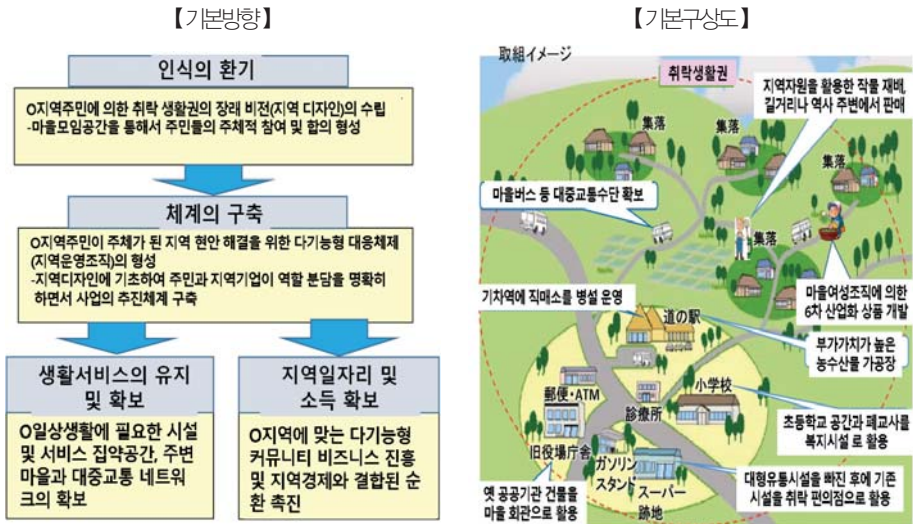 【기본방향】
인식의 환기
O지역주민에 의한 취락 생활권의 장래 비전(지역 디자인)의 수립
-마을모임공간을 통해서 주민들의 주체적 참여 및 합의 형성
체계의 구축
O지역주민이 주체가 된 지역 현안 해결을 위한 다기능형 대응체제
(지역운영조직)의 형성
-지역디자인에 기초하여 주민과 지역기업이 역할 분담을 명확히
하면서 사업의 추진체계 구축
생활서비스의 유지
및 확보
O일상생활에 필요한 시설
및 서비스 집약공간, 주변
마을과 대중교통 네트워
크의 확보
지역일자리 및
소득 확보
O지역에 맞는 다기능형
커뮤니티 비즈니스 진흥
및 지역경제와 결합된 순
환 촉진
【기본구상도】
取組イメージ
취락생활권
지역자원을 활용한 작물 재배,
길거리나 역사 주변에서 판매
集落
集落
集落
마을버스 등 대중교통수단 확보
集落
기차역에 직매소를 병설 운영
마을여성조직에 의한
6차 산업화 상품 개발
道の駅
부가가치가 높은
농수산물 가공장
郵便・ATM
診療所
小学校
초등학교 공간과 폐교사를
복지시설 로 활용
旧役場庁舎
ガソリン
スタンド
スーパー
跡地
옛 공공기관 건물을
마을 회관으로 활용
대형유통시설을 빠진 후에 기존
시설을 취락 편의점으로 활용